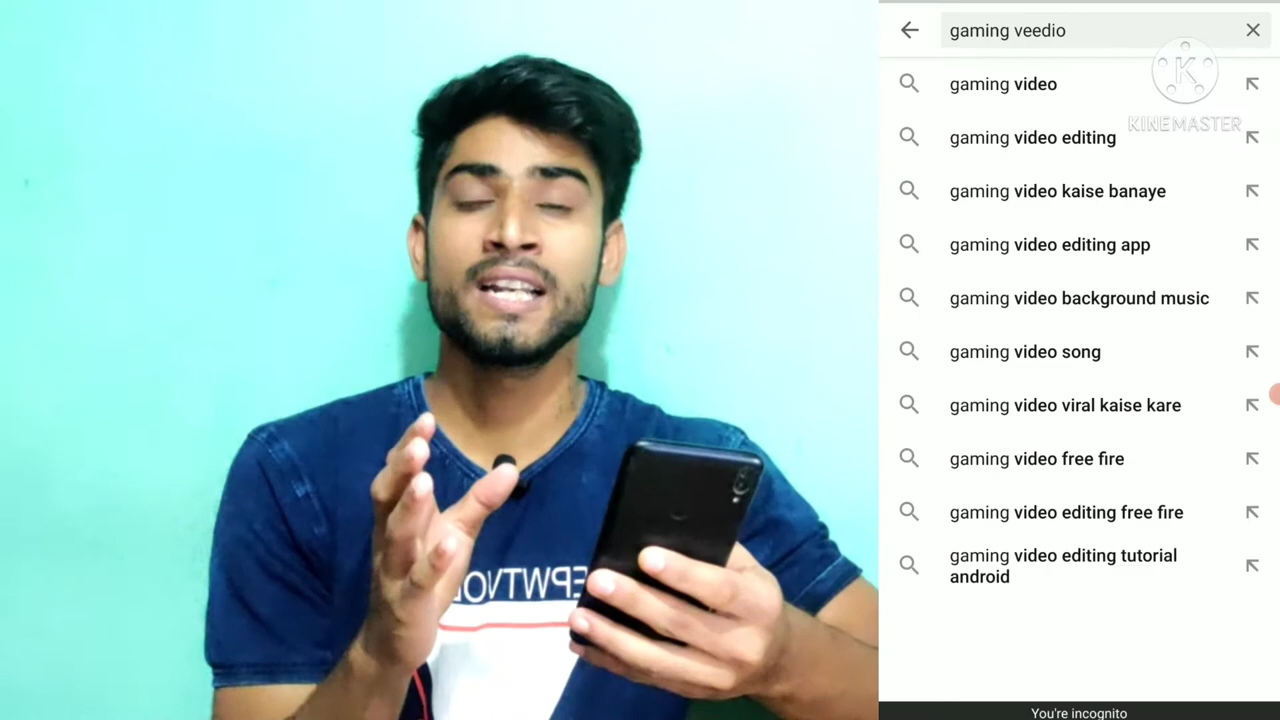 gaming veedio
gaming video
KINEMASTER
gaming video editing
gaming video kaise banaye
gaming video editing app
gaming video background music
gaming video song
gaming video viral kaise kare
gaming video free fire
gaming video editing free fire
gaming video editing tutorial
android
You're incognito